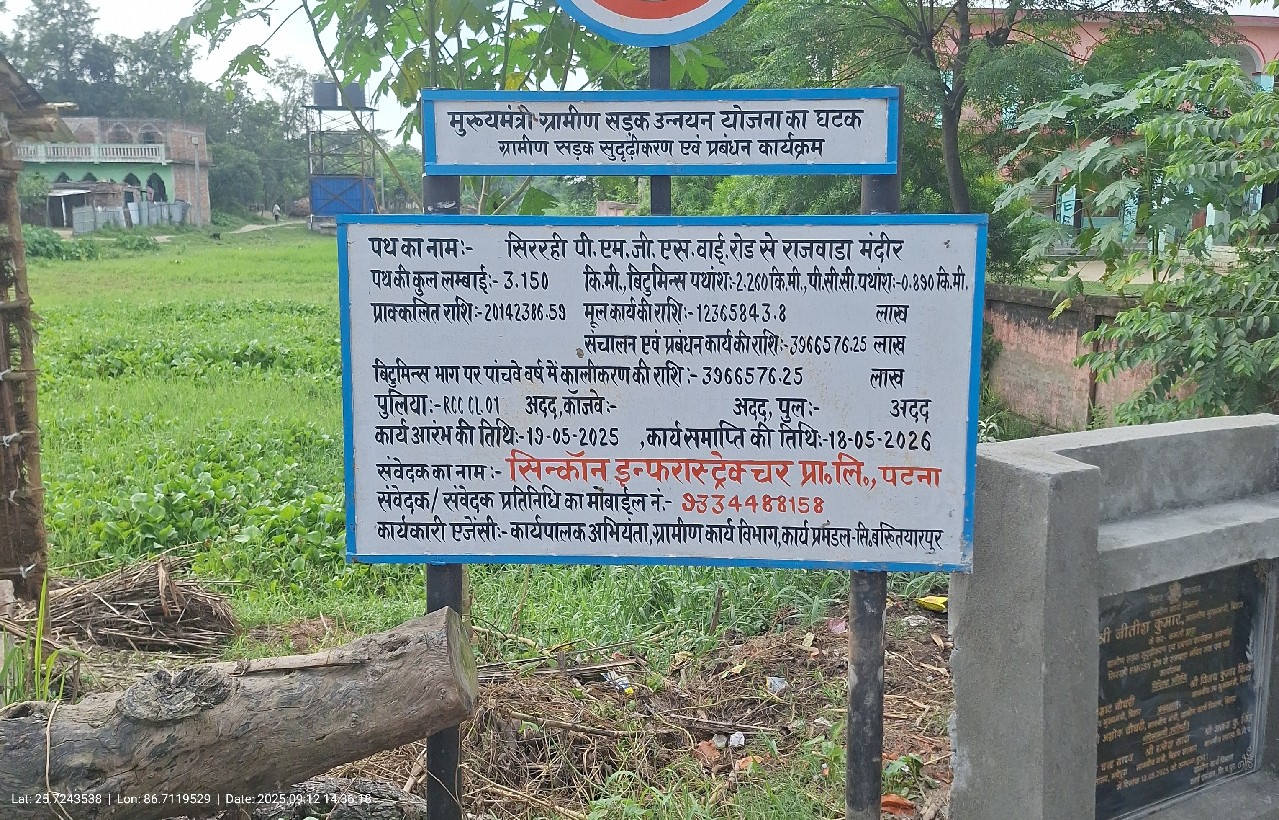 मुख्यमंत्री ग्रामीण सड़क उन्नयन योजना का घटक
ग्रामीण सड़क सुदृढ़ीकरण एवं प्रबंधन कार्यक्रम
पथ का नाम:- सिररही पी.एम.जी.एस.वाई.रोड से राजवाडा मंदीर
पथ की कुल लम्बाई:- 3.150 कि.मी.,बिटुमिन्स पथांश:-2.260कि.मी.,पी.सी.सी.पथांश:-0.890 कि.मी.
प्राक्कलित राशि:-20142386.59 मूल कार्य की राशि:-12365843.8 लाख
संचालन एवं प्रबंधन कार्य की राशि:-3966576.25 लाख
बिटुमिन्स भाग पर पांचवे वर्ष में कालीकरण की राशि:-3966576.25 लाख
पुलिया:-RCC CL.01 अदद,कॉजवे:- अदद, पुल:- अदद
कार्य आरंभ की तिथि:-19-05-2025 ,कार्य समाप्ति की तिथि:-18-05-2026
संवेदक का नाम:- सिन्कॉन इन्फरास्ट्रेक्चर प्रा॰लि॰, पटना
संवेदक/ संवेदक प्रतिनिधि का मोंबाईल नं:- 9334488158
कार्यकारी एजेंसी:- कार्यपालक अभियंता,ग्रामीण कार्य विभाग,कार्य प्रमंडल-सि॰बख्तियारपुर
श्री नीतीश कुमार,
Lat: 25.7243538 | Lon: 86.7119529 | Date: 2025.09.12 14:36:18